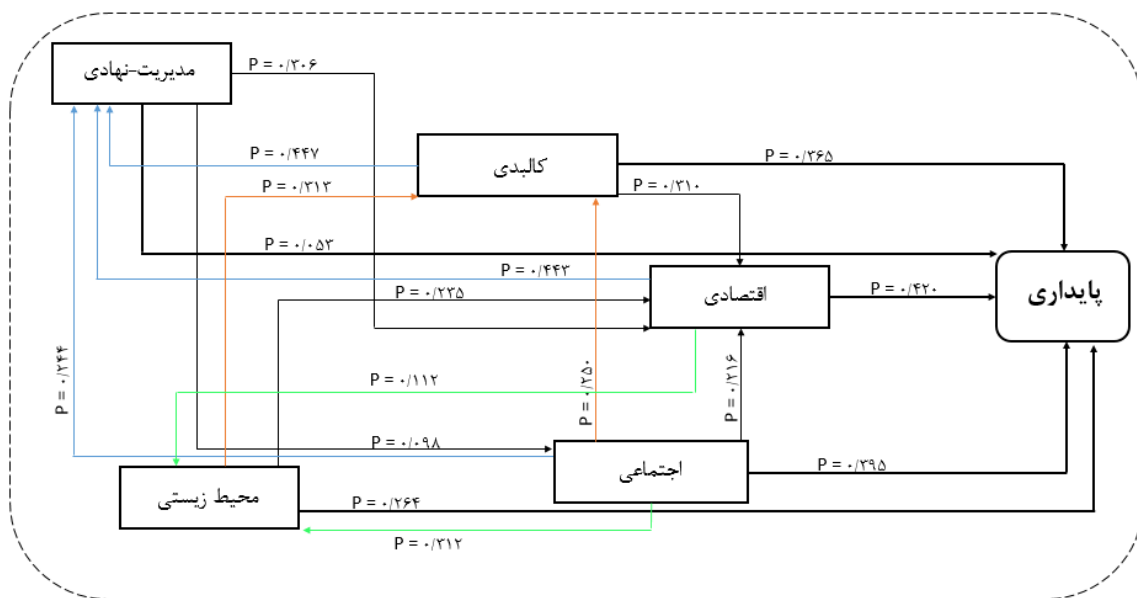 مدیریت-نهادی
P = ۰/۳۰۶
کالبدی
P = ۰/۴۴۷
P = ۰/۳۶۵
P = ۰/۳۱۳
P = ۰/۳۱۰
P = ۰/۰۵۳
پایداری
P = ۰/۴۴۳
اقتصادی
P = ۰/۲۳۵
P = ۰/۴۲۰
P = ۰/۲۴۴
P = ۰/۱۱۲
P = ۰/۲۵۰
P = ۰/۲۱۶
P = ۰/۰۹۸
اجتماعی
P = ۰/۳۹۵
محیط زیستی
P = ۰/۲۶۴
P = ۰/۳۱۲